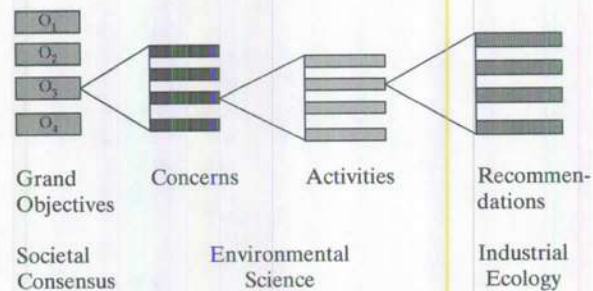 O1
O2
O3
O4
Grand Objectives
Concerns
Activities
Recommen-
dations
Societal Consensus
Environmental Science
Industrial Ecology